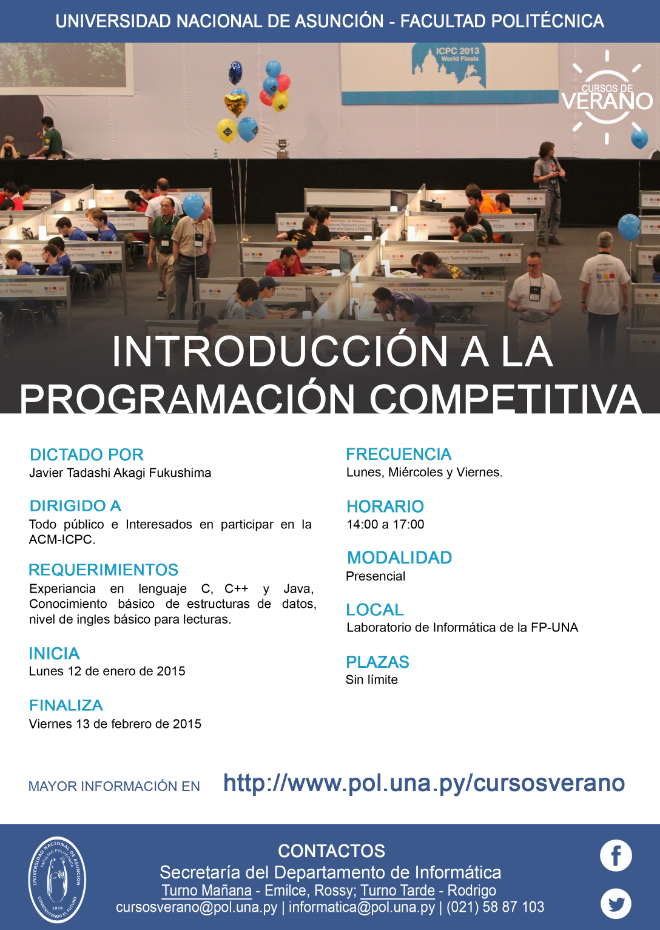 UNIVERSIDAD NACIONAL DE ASUNCIÓN - FACULTAD POLITÉCNICA
ICPC 2013
World Finals
CURSOS DE
VERANO
INTRODUCCIÓN A LA
PROGRAMACIÓN COMPETITIVA
DICTADO POR
Javier Tadashi Akagi Fukushima
DIRIGIDO A
Todo público e Interesados en participar en la
ACM-ICPC.
REQUERIMIENTOS
Experiancia en lenguaje C, C++ y Java,
Conocimiento básico de estructuras de datos,
nivel de ingles básico para lecturas.
INICIA
Lunes 12 de enero de 2015
FINALIZA
Viernes 13 de febrero de 2015
FRECUENCIA
Lunes, Miércoles y Viernes.
HORARIO
14:00 a 17:00
MODALIDAD
Presencial
LOCAL
Laboratorio de Informática de la FP-UNA
PLAZAS
Sin límite
MAYOR INFORMACIÓN EN http://www.pol.una.py/cursosverano
UNIVERSIDAD NACIONAL DE ASUNCIÓN
FACULTAD POLITÉCNICA
CONTACTOS
Secretaría del Departamento de Informática
Turno Mañana - Emilce, Rossy; Turno Tarde - Rodrigo
cursosverano@pol.una.py | informatica@pol.una.py | (021) 58 87 103